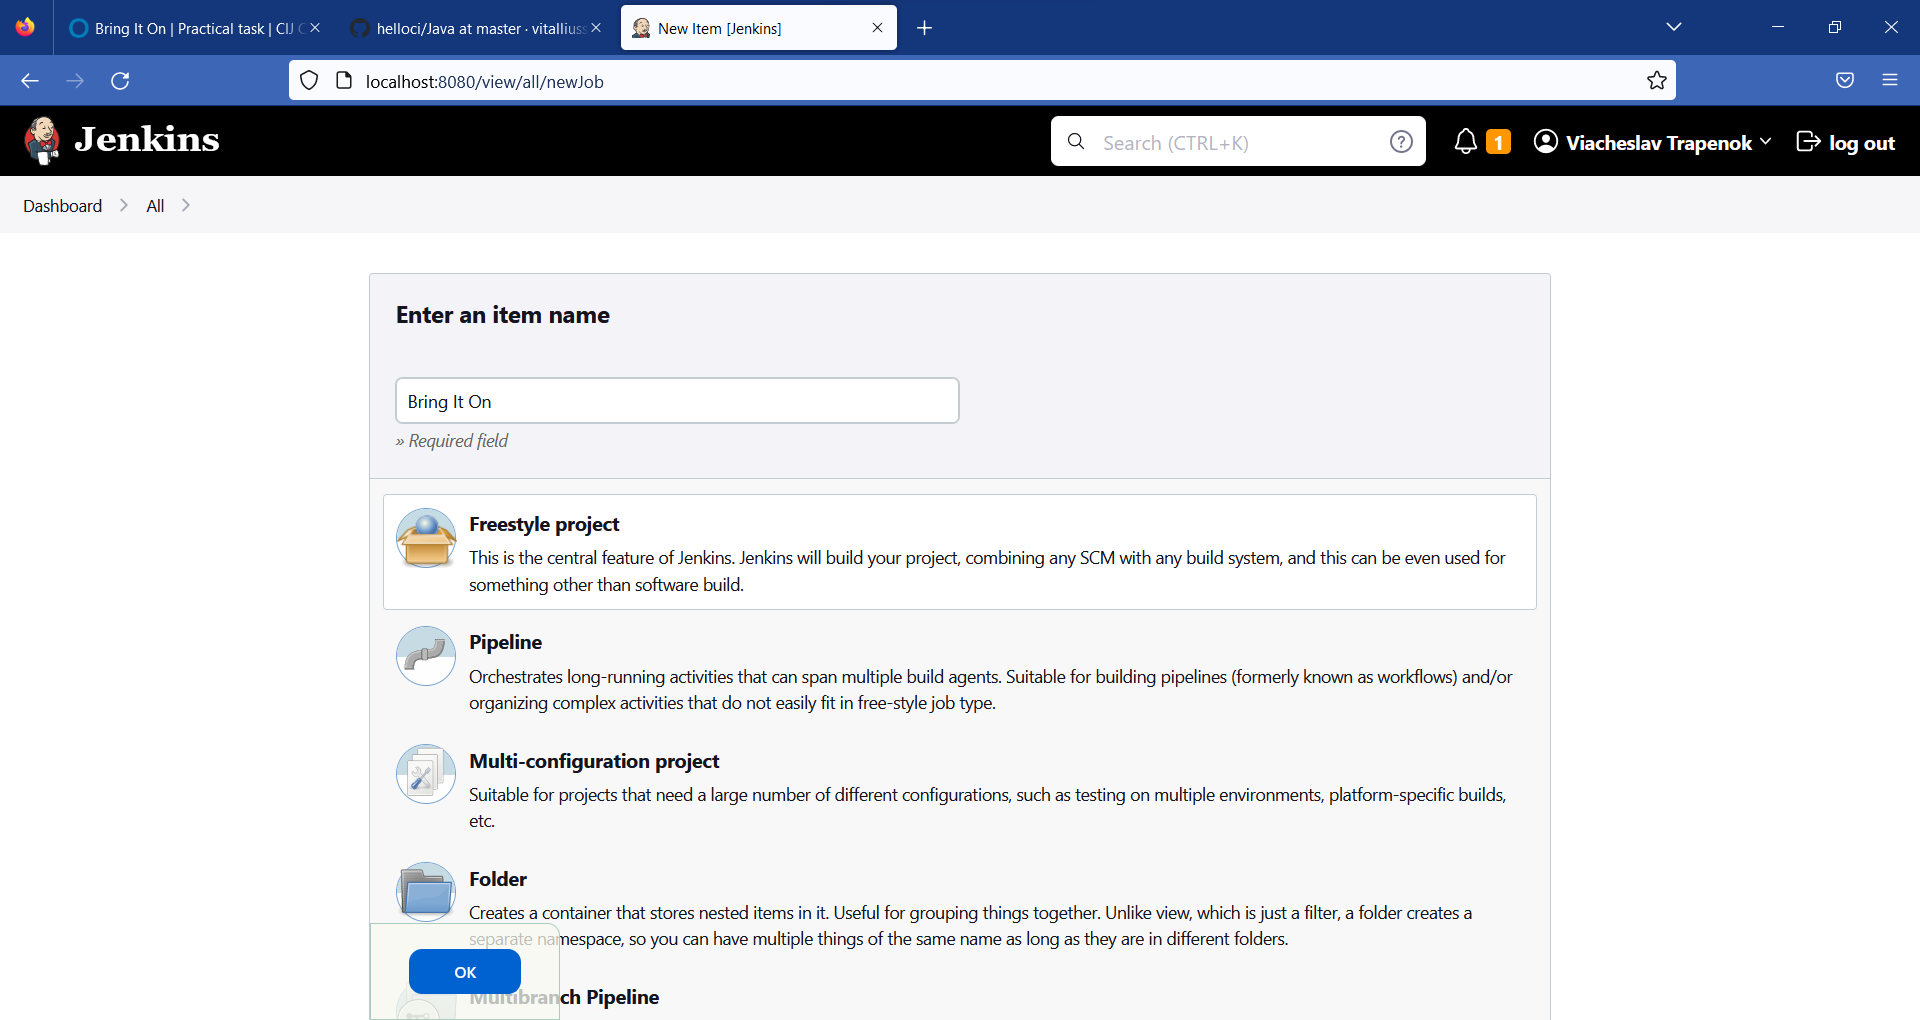 Bring It On | Practical task | CIJ
helloci/Java at master · vitallius
New Item [Jenkins]
localhost:8080/view/all/newJob
Jenkins
Search (CTRL+K)
1
Viacheslav Trapenok
log out
Dashboard
All
Enter an item name
Bring It On
» Required field
Freestyle project
This is the central feature of Jenkins. Jenkins will build your project, combining any SCM with any build system, and this can be even used for
something other than software build.
Pipeline
Orchestrates long-running activities that can span multiple build agents. Suitable for building pipelines (formerly known as workflows) and/or
organizing complex activities that do not easily fit in free-style job type.
Multi-configuration project
Suitable for projects that need a large number of different configurations, such as testing on multiple environments, platform-specific builds,
etc.
Folder
Creates a container that stores nested items in it. Useful for grouping things together. Unlike view, which is just a filter, a folder creates a
separate namespace, so you can have multiple things of the same name as long as they are in different folders.
OK
Multibranch Pipeline